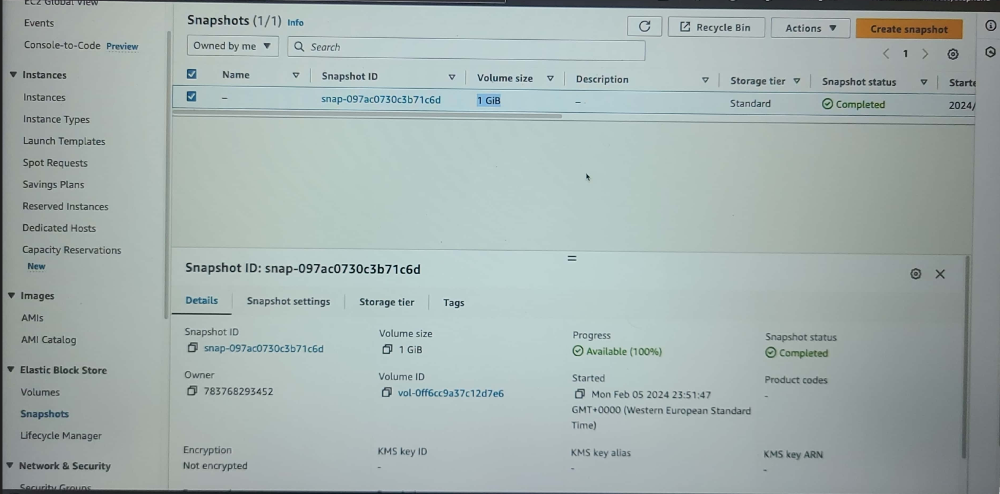 EC2 Global View
Events
Console-to-Code Preview
Instances
Instances
Instance Types
Launch Templates
Spot Requests
Savings Plans
Reserved Instances
Dedicated Hosts
Capacity Reservations
New
Images
AMIs
AMI Catalog
Elastic Block Store
Volumes
Snapshots
Lifecycle Manager
Network & Security
Security Groups
Snapshots (1/1) Info
Recycle Bin
Actions
Create snapshot
Owned by me
Search
1
Name Snapshot ID Volume size Description Storage tier Snapshot status Starte
– snap-097ac0730c3b71c6d 1 GiB – Standard Completed 2024/
Snapshot ID: snap-097ac0730c3b71c6d
Details Snapshot settings Storage tier Tags
Snapshot ID
snap-097ac0730c3b71c6d
Volume size
1 GiB
Progress
Available (100%)
Snapshot status
Completed
Owner
783768293452
Volume ID
vol-0ff6cc9a37c12d7e6
Started
Mon Feb 05 2024 23:51:47
GMT+0000 (Western European Standard
Time)
Product codes
-
Encryption
Not encrypted
KMS key ID
-
KMS key alias
-
KMS key ARN
-